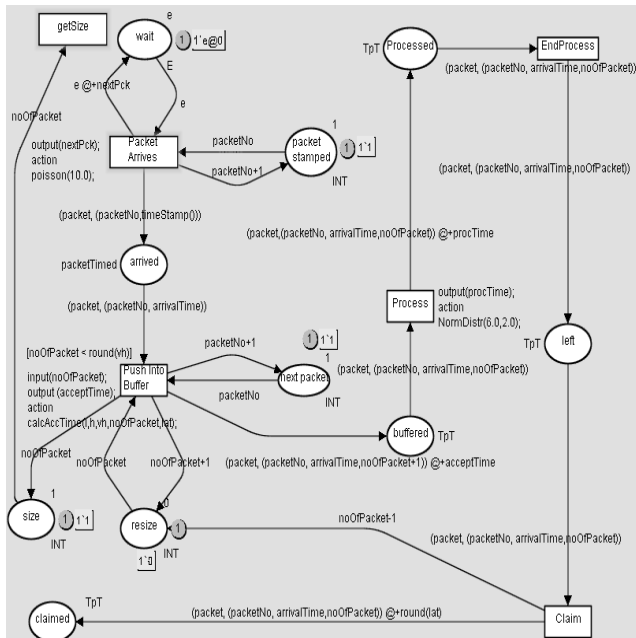 getSize
e
wait
1
1`e@0
TpT
Processed
EndProcess
(packet, (packetNo, arrivalTime,noOfPacket))
E
e @+nextPck
e
noOfPacket
output(nextPck);
action
poisson(10.0);
Packet
Arrives
packetNo
packetNo+1
1
packet
stamped
1
1`1
INT
(packet, (packetNo, arrivalTime,noOfPacket))
(packet, (packetNo,timeStamp()))
(packet,(packetNo, arrivalTime,noOfPacket)) @+procTime
packetTimed
arrived
Process
output(procTime);
action
NormDistr(6.0,2.0);
(packet, (packetNo, arrivalTime))
TpT
left
[noOfPacket < round(vh)]
Push Into
Buffer
packetNo+1
packetNo
1
1`1
1
next packet
INT
(packet, (packetNo, arrivalTime,noOfPacket))
input(noOfPacket);
output (acceptTime);
action
calcAccTime(l,h,vh,noOfPacket,lat);
noOfPacket
noOfPacket
noOfPacket+1
buffered
TpT
(packet, (packetNo, arrivalTime,noOfPacket+1)) @+acceptTime
1
size
1
1`1
INT
0
resize
1
1`0
INT
noOfPacket-1
(packet, (packetNo, arrivalTime,noOfPacket))
TpT
claimed
(packet, (packetNo, arrivalTime,noOfPacket)) @+round(lat)
Claim